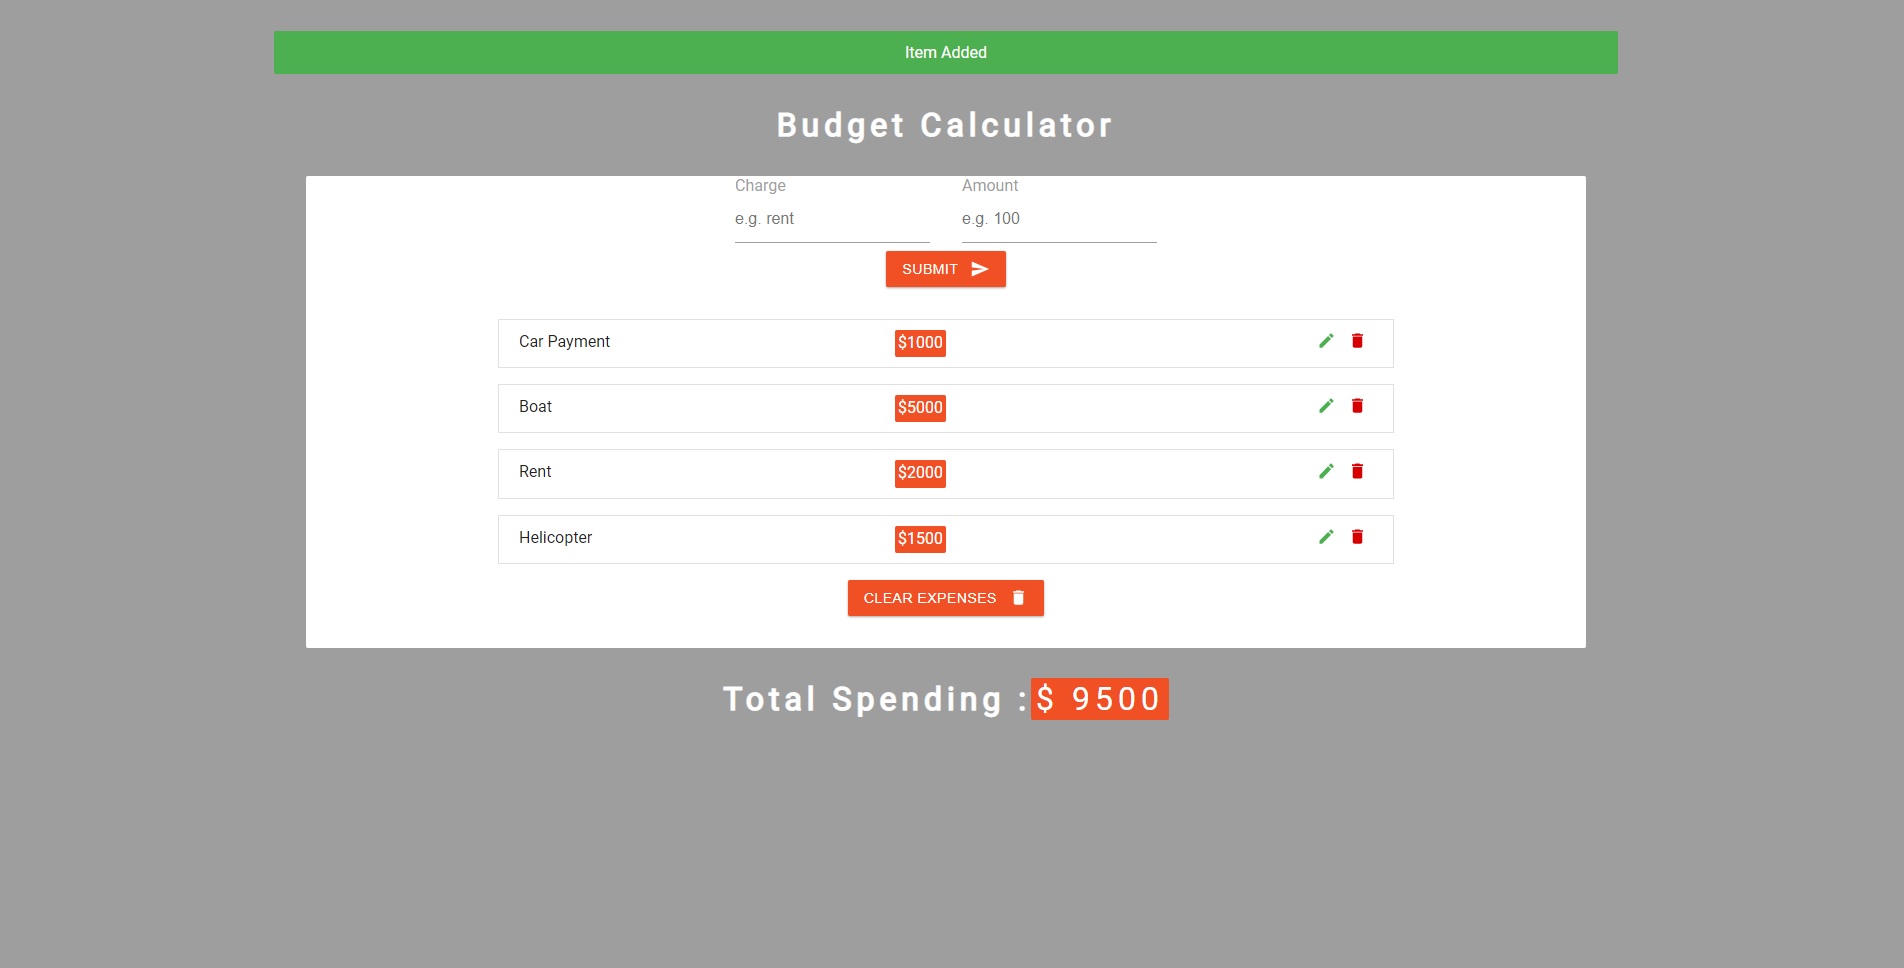 Item Added
Budget Calculator
Charge Amount
e.g. rent e.g. 100
SUBMIT
Car Payment $1000
Boat $5000
Rent $2000
Helicopter $1500
CLEAR EXPENSES
Total Spending :$ 9500